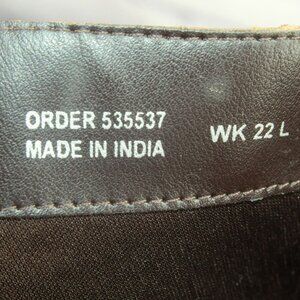 ORDER 535537
MADE IN INDIA
WK 22 L